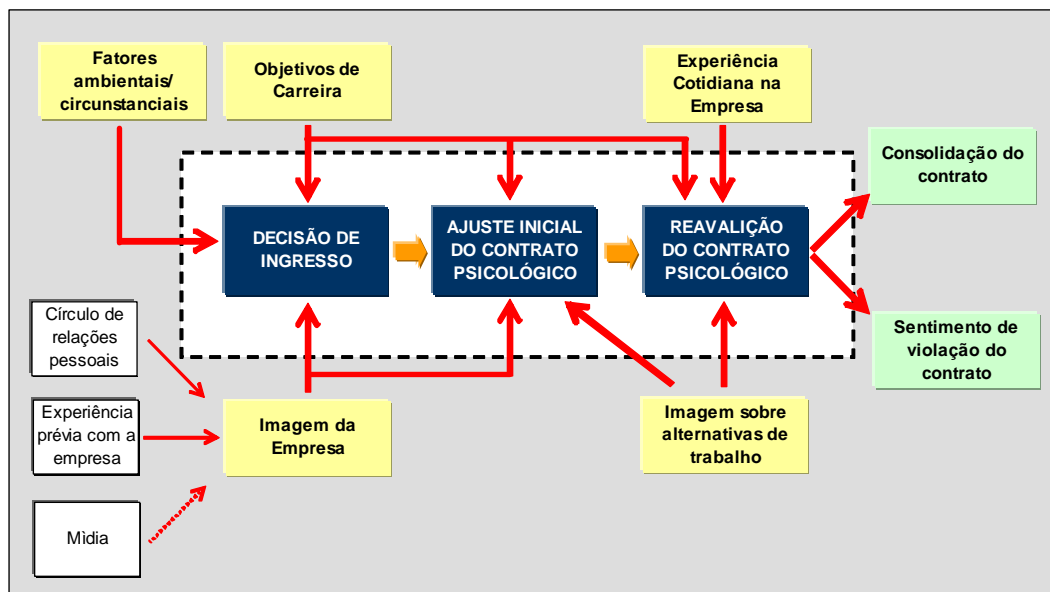 Fatores
ambientais/
circunstanciais
Objetivos de
Carreira
Experiência
Cotidiana na
Empresa
Consolidação do
contrato
DECISÃO DE
INGRESSO
AJUSTE INICIAL
DO CONTRATO
PSICOLÓGICO
REAVALIÇÃO
DO CONTRATO
PSICOLÓGICO
Sentimento de
violação do
contrato
Círculo de
relações
pessoais
Experiência
prévia com a
empresa
Mìdia
Imagem da
Empresa
Imagem sobre
alternativas de
trabalho